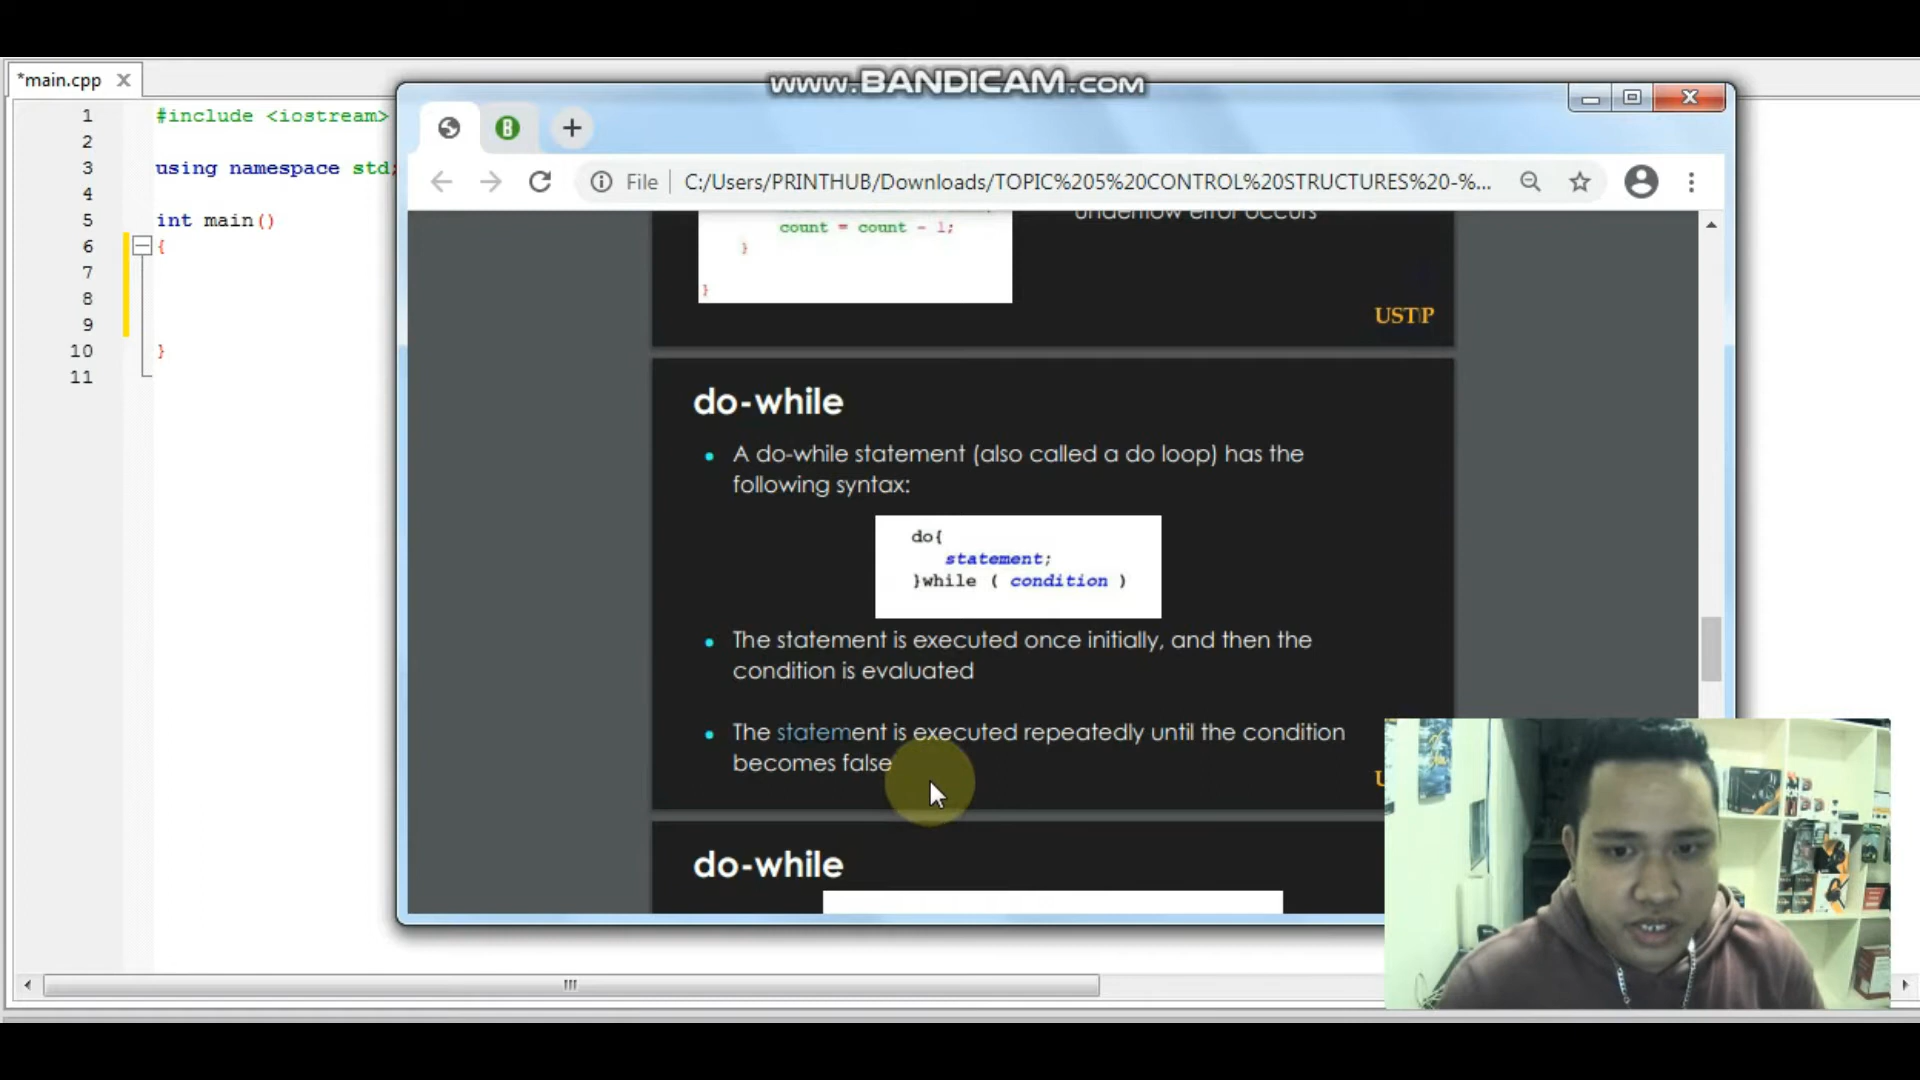 www.BANDICAM.com
*main.cpp
1 #include <iostream>
2
3 using namespace std;
4
5 int main()
6 {
7
8
9
10 }
11
File C:/Users/PRINTHUB/Downloads/TOPIC%205%20CONTROL%20STRUCTURES%20-%...
underflow error occurs
count = count - 1;
}
}
USTP
do-while
• A do-while statement (also called a do loop) has the
following syntax:
do{
statement;
}while ( condition )
• The statement is executed once initially, and then the
condition is evaluated
• The statement is executed repeatedly until the condition
becomes false
do-while